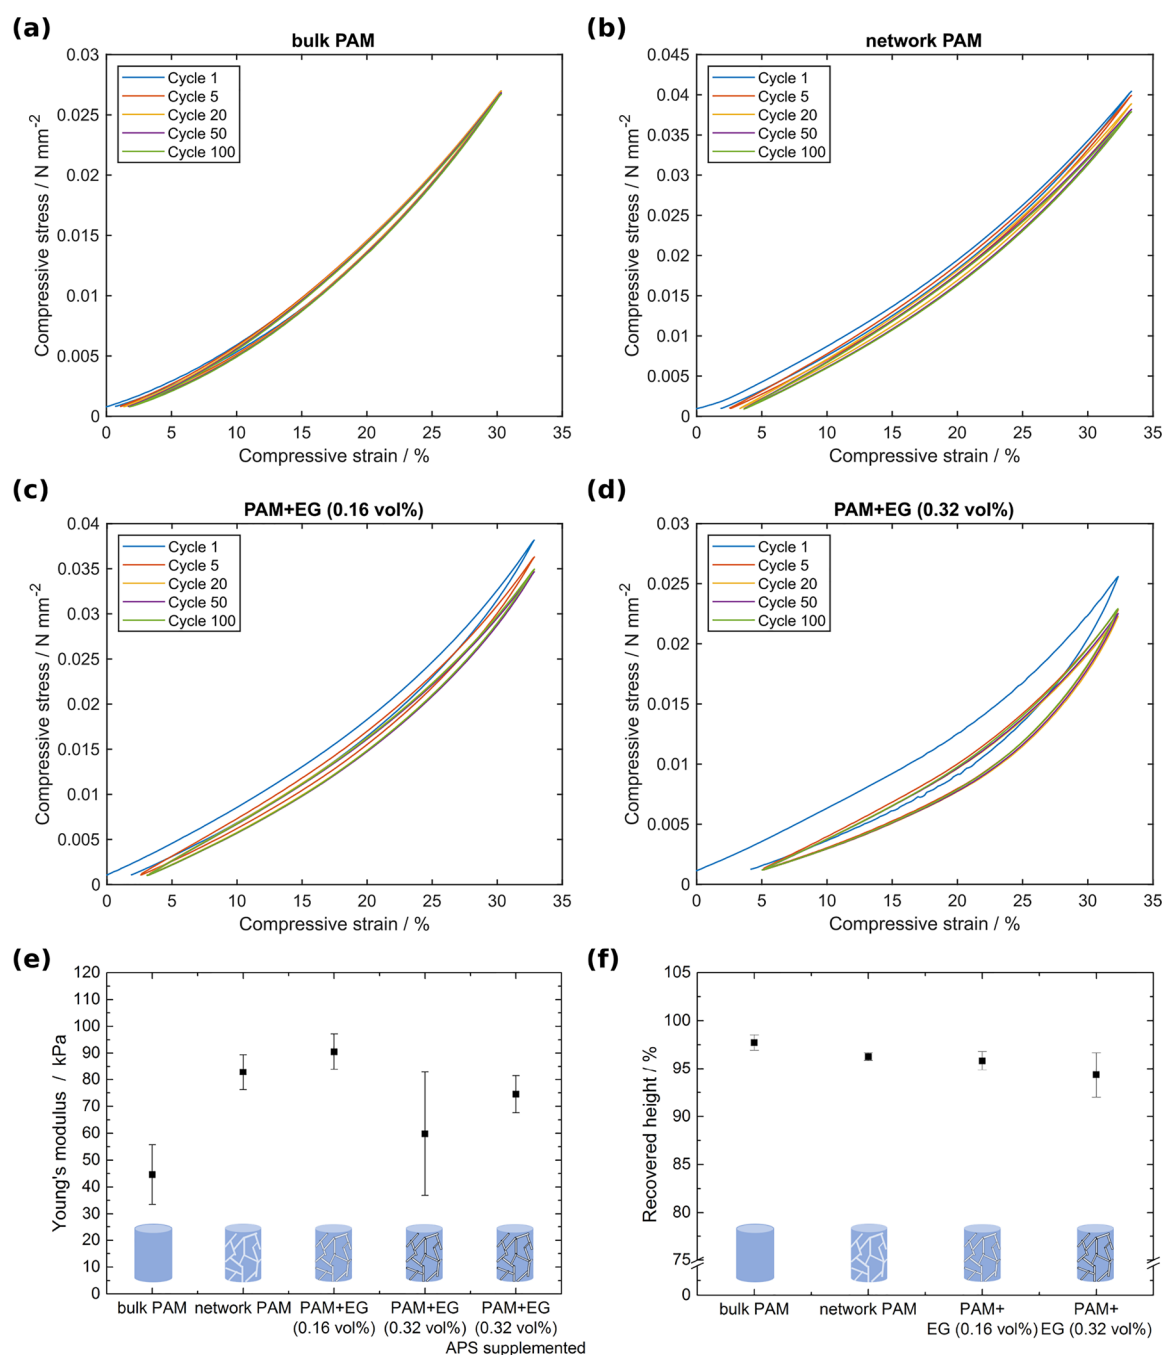 (a)
bulk PAM
Compressive stress / N mm⁻²
0.03
0.025
0.02
0.015
0.01
0.005
0
Cycle 1
Cycle 5
Cycle 20
Cycle 50
Cycle 100
0 5 10 15 20 25 30 35
Compressive strain / %
(b)
network PAM
Compressive stress / N mm⁻²
0.045
0.04
0.035
0.03
0.025
0.02
0.015
0.01
0.005
0
Cycle 1
Cycle 5
Cycle 20
Cycle 50
Cycle 100
0 5 10 15 20 25 30 35
Compressive strain / %
(c)
PAM+EG (0.16 vol%)
Compressive stress / N mm⁻²
0.04
0.035
0.03
0.025
0.02
0.015
0.01
0.005
0
Cycle 1
Cycle 5
Cycle 20
Cycle 50
Cycle 100
0 5 10 15 20 25 30 35
Compressive strain / %
(d)
PAM+EG (0.32 vol%)
Compressive stress / N mm⁻²
0.03
0.025
0.02
0.015
0.01
0.005
0
Cycle 1
Cycle 5
Cycle 20
Cycle 50
Cycle 100
0 5 10 15 20 25 30 35
Compressive strain / %
(e)
Young's modulus / kPa
120
110
100
90
80
70
60
50
40
30
20
10
0
bulk PAM network PAM PAM+EG PAM+EG PAM+EG
(0.16 vol%) (0.32 vol%) (0.32 vol%)
APS supplemented
(f)
Recovered height / %
105
100
95
90
85
80
75
0
bulk PAM network PAM PAM+ PAM+
EG (0.16 vol%) EG (0.32 vol%)